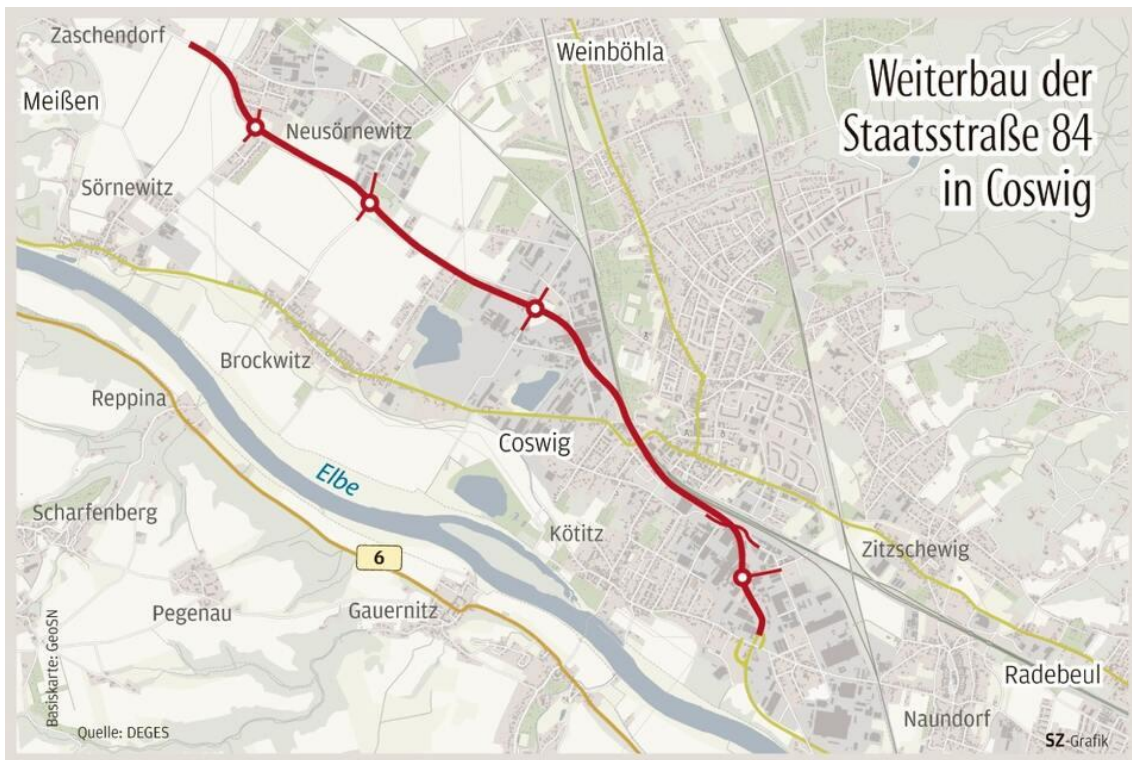 Zaschendorf
Weinböhla
Weiterbau der
Staatsstraße 84
in Coswig
Meißen
Neusörnewitz
Sörnewitz
Brockwitz
Reppina
Coswig
Elbe
Scharfenberg
Kötitz
Zitzschewig
6
Pegenau
Gauernitz
Radebeul
Naundorf
Basiskarte: GeoSN
Quelle: DEGES
SZ-Grafik